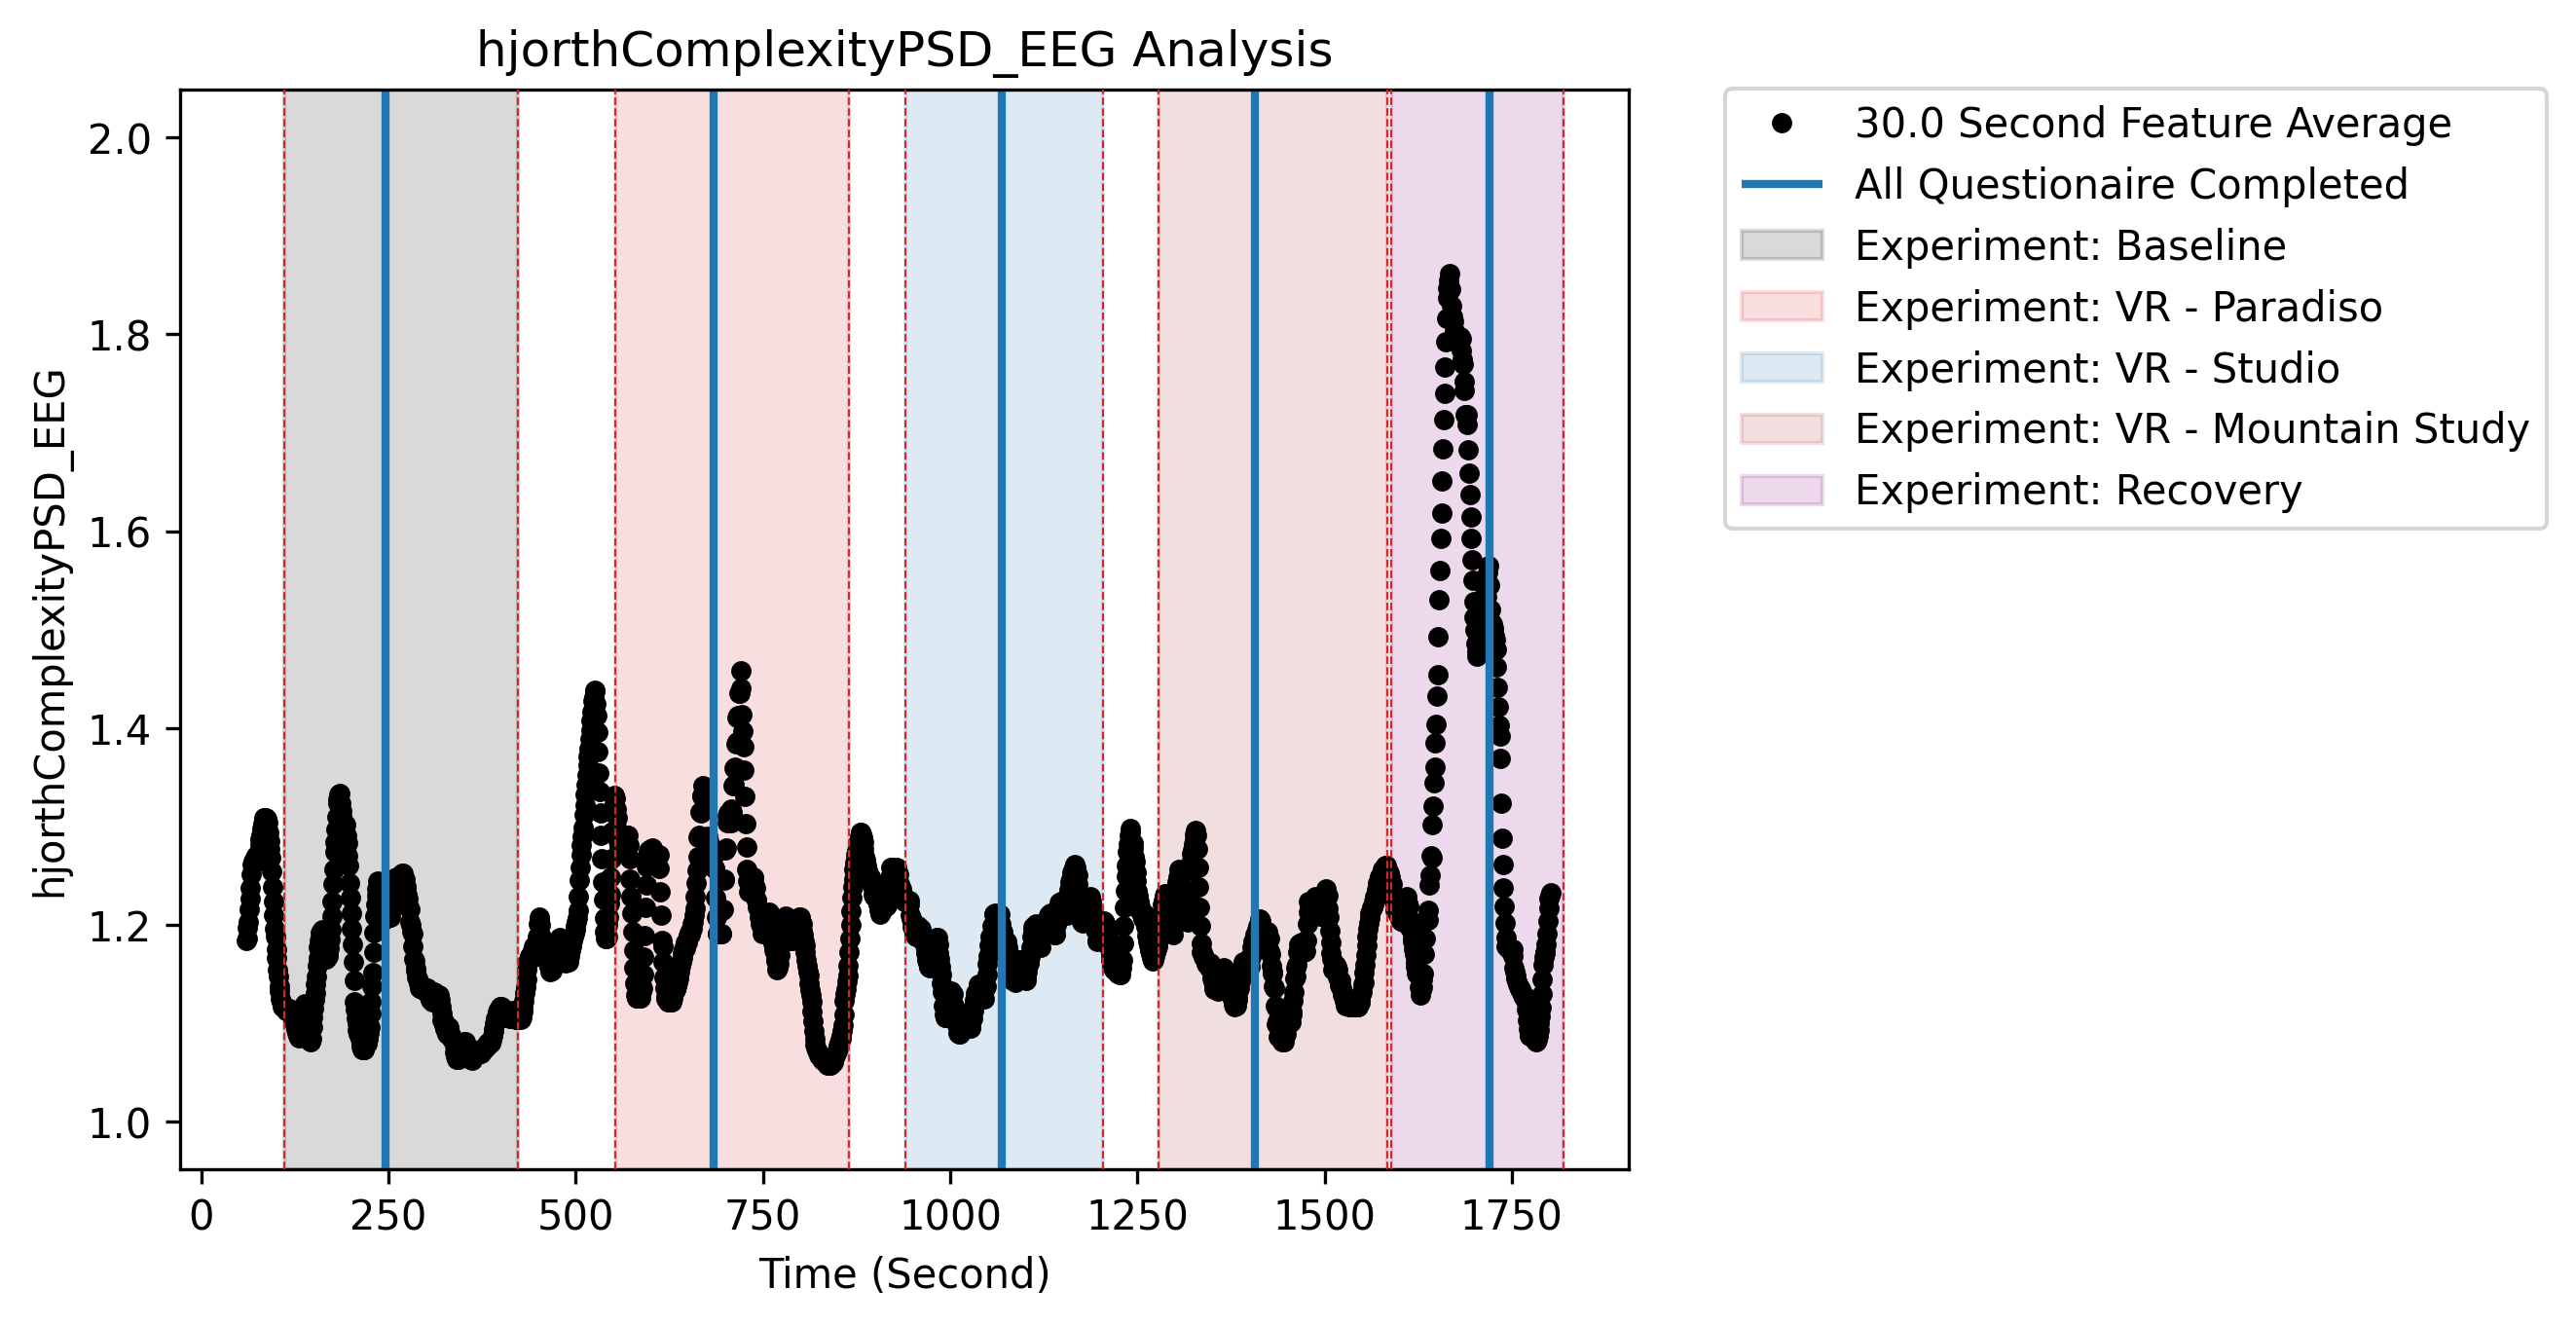 hjorthComplexityPSD_EEG Analysis
hjorthComplexityPSD_EEG
2.0
1.8
1.6
1.4
1.2
1.0
0 250 500 750 1000 1250 1500 1750
Time (Second)
30.0 Second Feature Average
All Questionaire Completed
Experiment: Baseline
Experiment: VR - Paradiso
Experiment: VR - Studio
Experiment: VR - Mountain Study
Experiment: Recovery